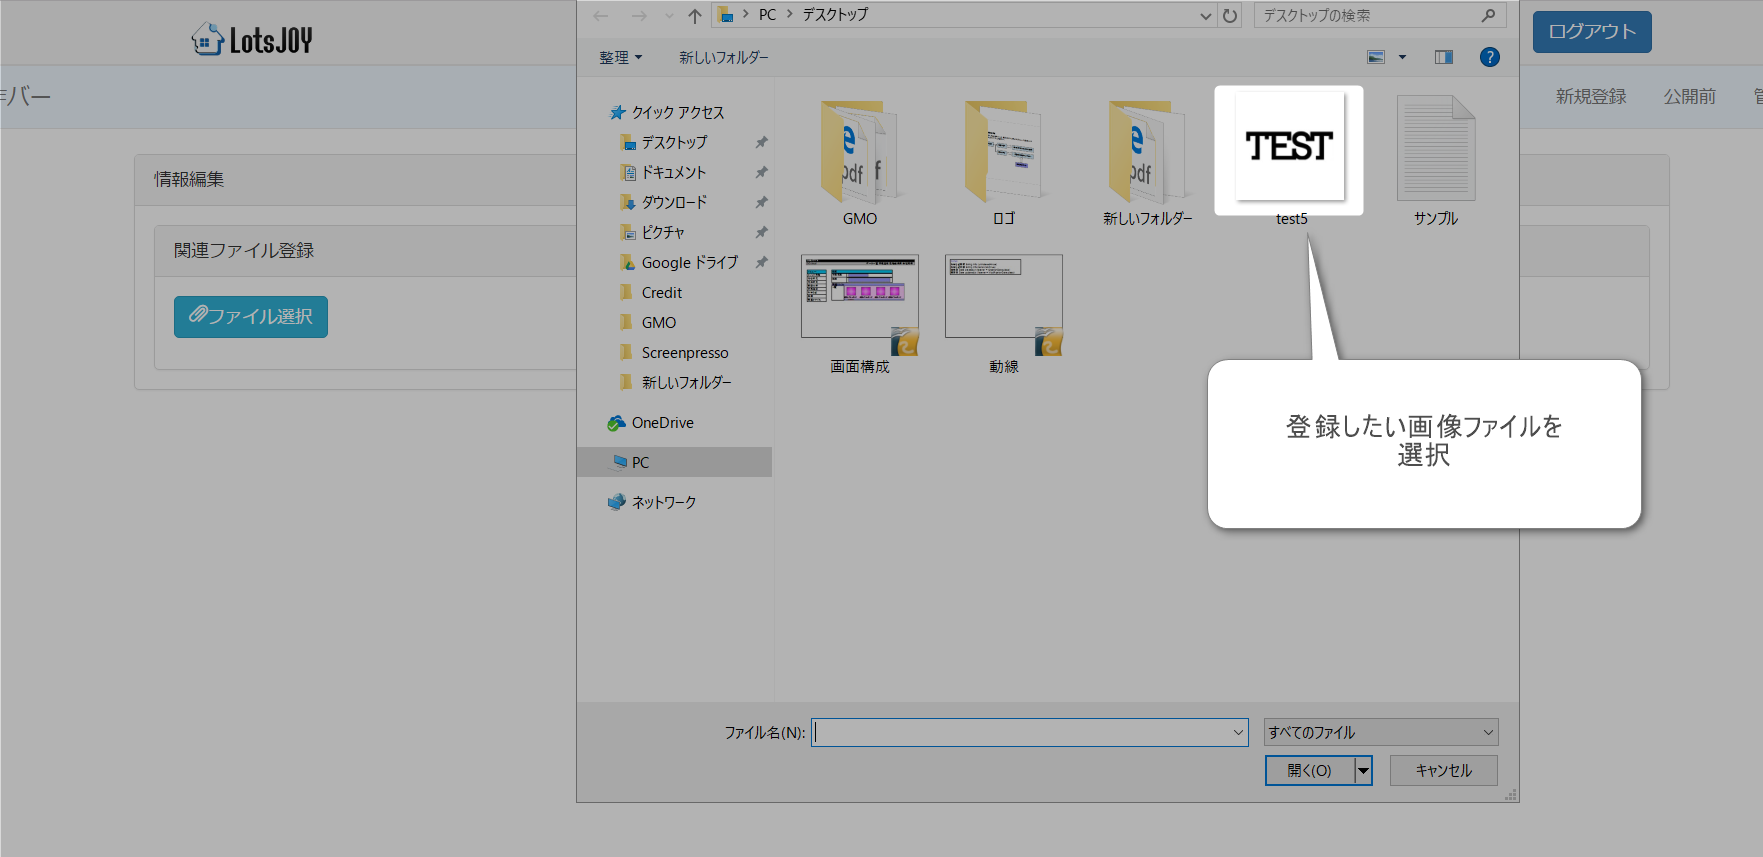 LotsJOY
PC
デスクトップ
デスクトップの検索
ログアウト
整理
新しいフォルダー
バー
新規登録
公開前
情報編集
関連ファイル登録
ファイル選択
クイック アクセス
デスクトップ
ドキュメント
ダウンロード
ピクチャ
Google ドライブ
Credit
GMO
Screenpresso
新しいフォルダー
OneDrive
PC
ネットワーク
pdf
GMO
ロゴ
pdf
新しいフォルダー
TEST
test5
サンプル
画面構成
動線
登録したい画像ファイルを
選択
ファイル名(N):
すべてのファイル
開く(O)
キャンセル